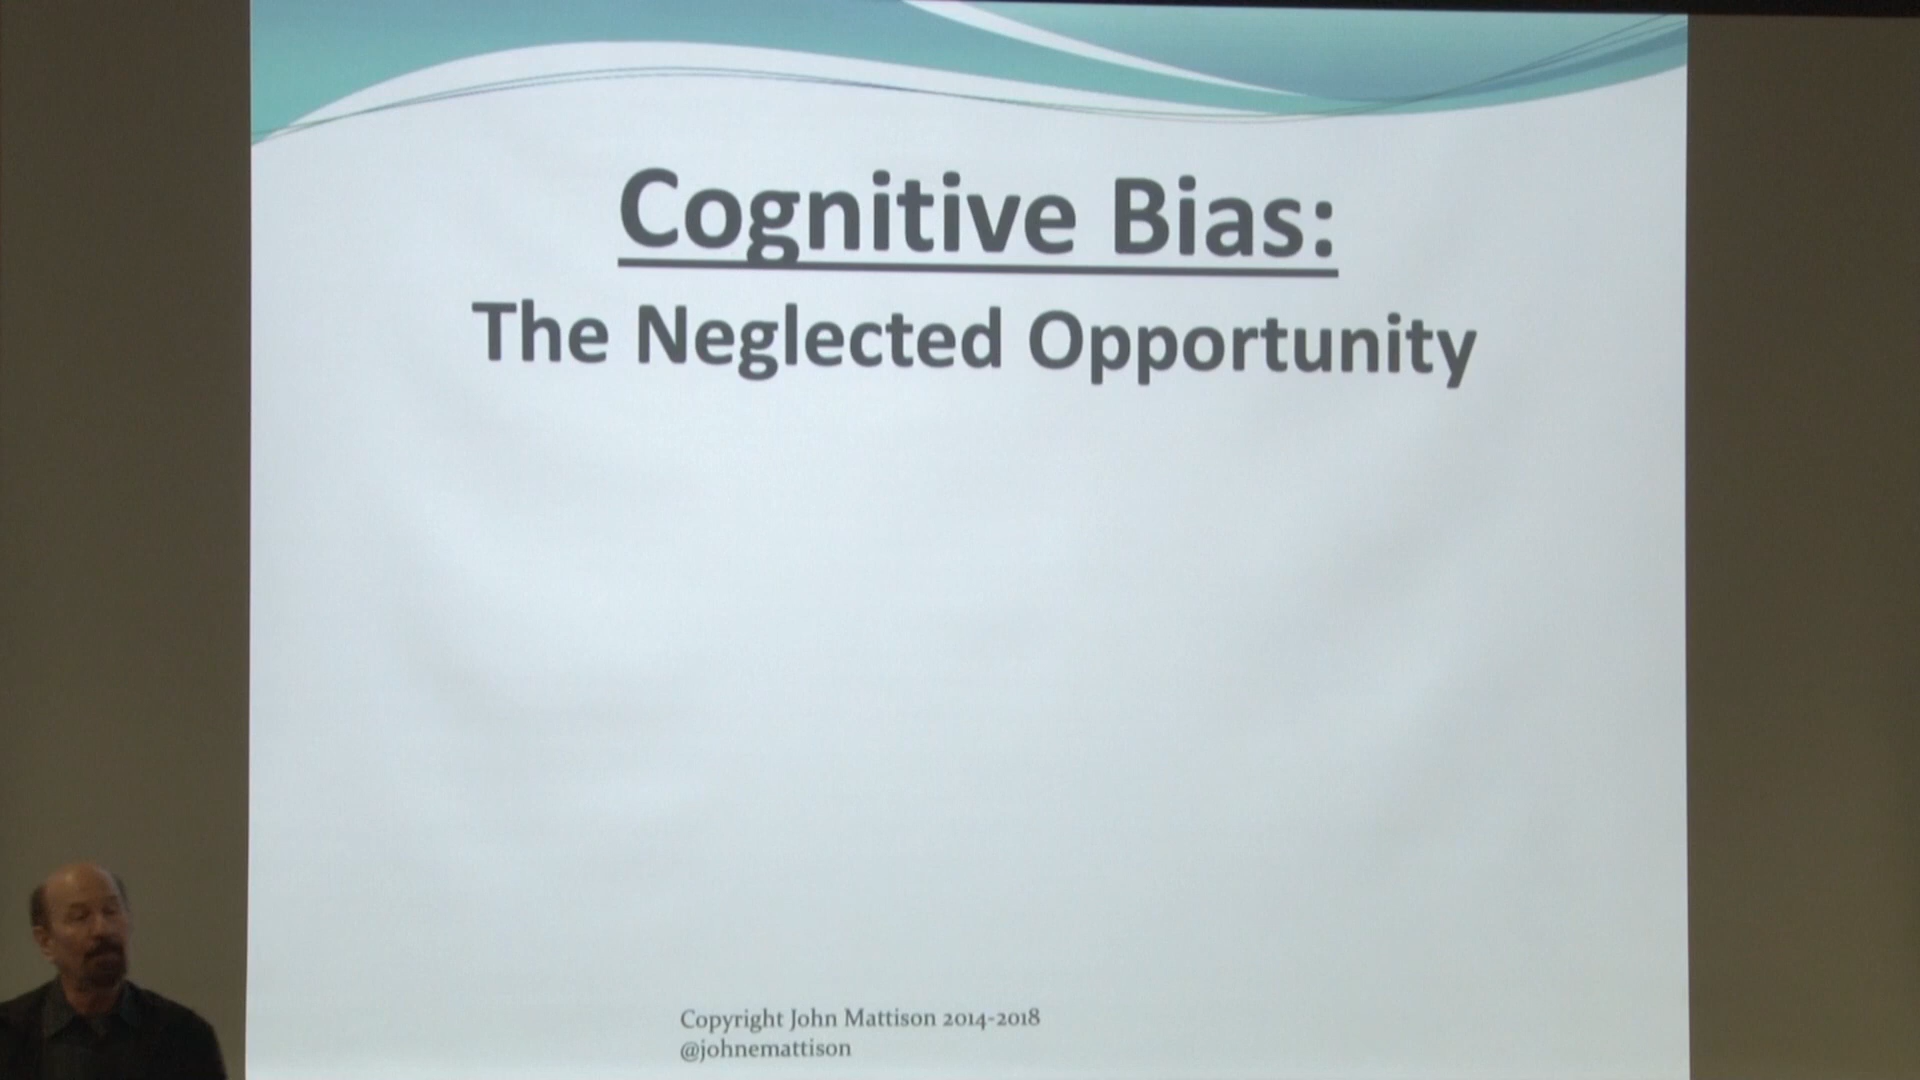 Cognitive Bias:
The Neglected Opportunity
Copyright John Mattison 2014-2018
@johnemattison